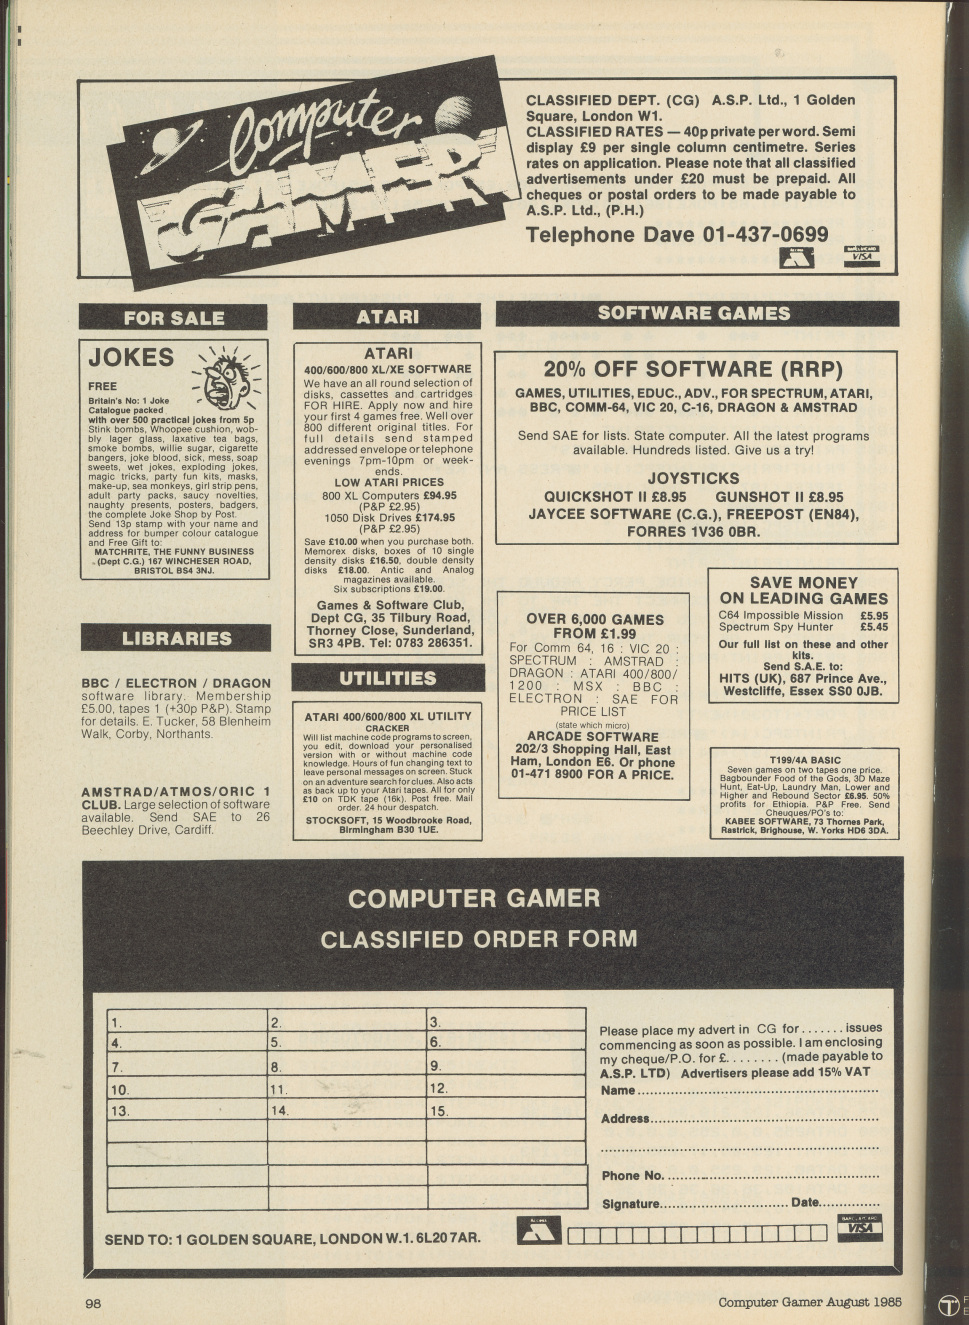 Computer
GAMER
CLASSIFIED DEPT. (CG) A.S.P. Ltd., 1 Golden
Square, London W1.
CLASSIFIED RATES — 40p private per word. Semi
display £9 per single column centimetre. Series
rates on application. Please note that all classified
advertisements under £20 must be prepaid. All
cheques or postal orders to be made payable to
A.S.P. Ltd., (P.H.)
Telephone Dave 01-437-0699
VISA
FOR SALE
JOKES
FREE
Britain's No: 1 Joke
Catalogue packed
with over 500 practical jokes from 5p
Stink bombs, Whoopee cushion, wob-
bly lager glass, laxative tea bags,
smoke bombs, willie sugar, cigarette
bangers, joke blood, sick, mess, soap
sweets, wet jokes, exploding jokes,
magic tricks, party fun kits, masks,
make-up, sea monkeys, girl strip pens,
adult party packs, saucy novelties,
naughty presents, posters, badgers,
the complete Joke Shop by Post.
Send 13p stamp with your name and
address for bumper colour catalogue
and Free Gift to:
MATCHRITE, THE FUNNY BUSINESS
(Dept C.G.) 167 WINCHESER ROAD,
BRISTOL BS4 3NJ.
LIBRARIES
BBC / ELECTRON / DRAGON
software library. Membership
£5.00, tapes 1 (+30p P&P). Stamp
for details. E. Tucker, 58 Blenheim
Walk, Corby, Northants.
AMSTRAD/ATMOS/ORIC 1
CLUB. Large selection of software
available. Send SAE to 26
Beechley Drive, Cardiff.
ATARI
ATARI
400/600/800 XL/XE SOFTWARE
We have an all round selection of
disks, cassettes and cartridges
FOR HIRE. Apply now and hire
your first 4 games free. Well over
800 different original titles. For
full details send stamped
addressed envelope or telephone
evenings 7pm-10pm or week-
ends.
LOW ATARI PRICES
800 XL Computers £94.95
(P&P £2.95)
1050 Disk Drives £174.95
(P&P £2.95)
Save £10.00 when you purchase both.
Memorex disks, boxes of 10 single
density disks £16.50, double density
disks £18.00. Antic and Analog
magazines available.
Six subscriptions £19.00.
Games & Software Club,
Dept CG, 35 Tilbury Road,
Thorney Close, Sunderland,
SR3 4PB. Tel: 0783 286351.
UTILITIES
ATARI 400/600/800 XL UTILITY
CRACKER
Will list machine code programs to screen,
you edit, download your personalised
version with or without machine code
knowledge. Hours of fun changing text to
leave personal messages on screen. Stuck
on an adventure search for clues. Also acts
as back up to your Atari tapes. All for only
£10 on TDK tape (16k). Post free. Mail
order. 24 hour despatch.
STOCKSOFT, 15 Woodbrooke Road,
Birmingham B30 1UE.
SOFTWARE GAMES
20% OFF SOFTWARE (RRP)
GAMES, UTILITIES, EDUC., ADV., FOR SPECTRUM, ATARI,
BBC, COMM-64, VIC 20, C-16, DRAGON & AMSTRAD
Send SAE for lists. State computer. All the latest programs
available. Hundreds listed. Give us a try!
JOYSTICKS
QUICKSHOT II £8.95 GUNSHOT II £8.95
JAYCEE SOFTWARE (C.G.), FREEPOST (EN84),
FORRES 1V36 0BR.
OVER 6,000 GAMES
FROM £1.99
For Comm 64, 16 : VIC 20 :
SPECTRUM : AMSTRAD :
DRAGON : ATARI 400/800/
1200 : MSX : BBC :
ELECTRON : SAE FOR
PRICE LIST
(state which micro)
ARCADE SOFTWARE
202/3 Shopping Hall, East
Ham, London E6. Or phone
01-471 8900 FOR A PRICE.
SAVE MONEY
ON LEADING GAMES
C64 Impossible Mission £5.95
Spectrum Spy Hunter £5.45
Our full list on these and other
kits.
Send S.A.E. to:
HITS (UK), 687 Prince Ave.,
Westcliffe, Essex SS0 0JB.
T199/4A BASIC
Seven games on two tapes one price.
Bagbounder Food of the Gods, 3D Maze
Hunt, Eat-Up, Laundry Man, Lower and
Higher and Rebound Sector £6.95. 50%
profits for Ethiopia. P&P Free. Send
Cheuques/PO's to:
KABEE SOFTWARE, 73 Thornes Park,
Rastrick, Brighouse, W. Yorks HD6 3DA.
COMPUTER GAMER
CLASSIFIED ORDER FORM
1. 2. 3.
4. 5. 6.
7. 8. 9.
10. 11. 12.
13. 14. 15.
Please place my advert in CG for ....... issues
commencing as soon as possible. I am enclosing
my cheque/P.O. for £........ (made payable to
A.S.P. LTD) Advertisers please add 15% VAT
Name
Address
Phone No.
Signature Date
SEND TO: 1 GOLDEN SQUARE, LONDON W.1. 6L20 7AR.
VISA
98
Computer Gamer August 1985